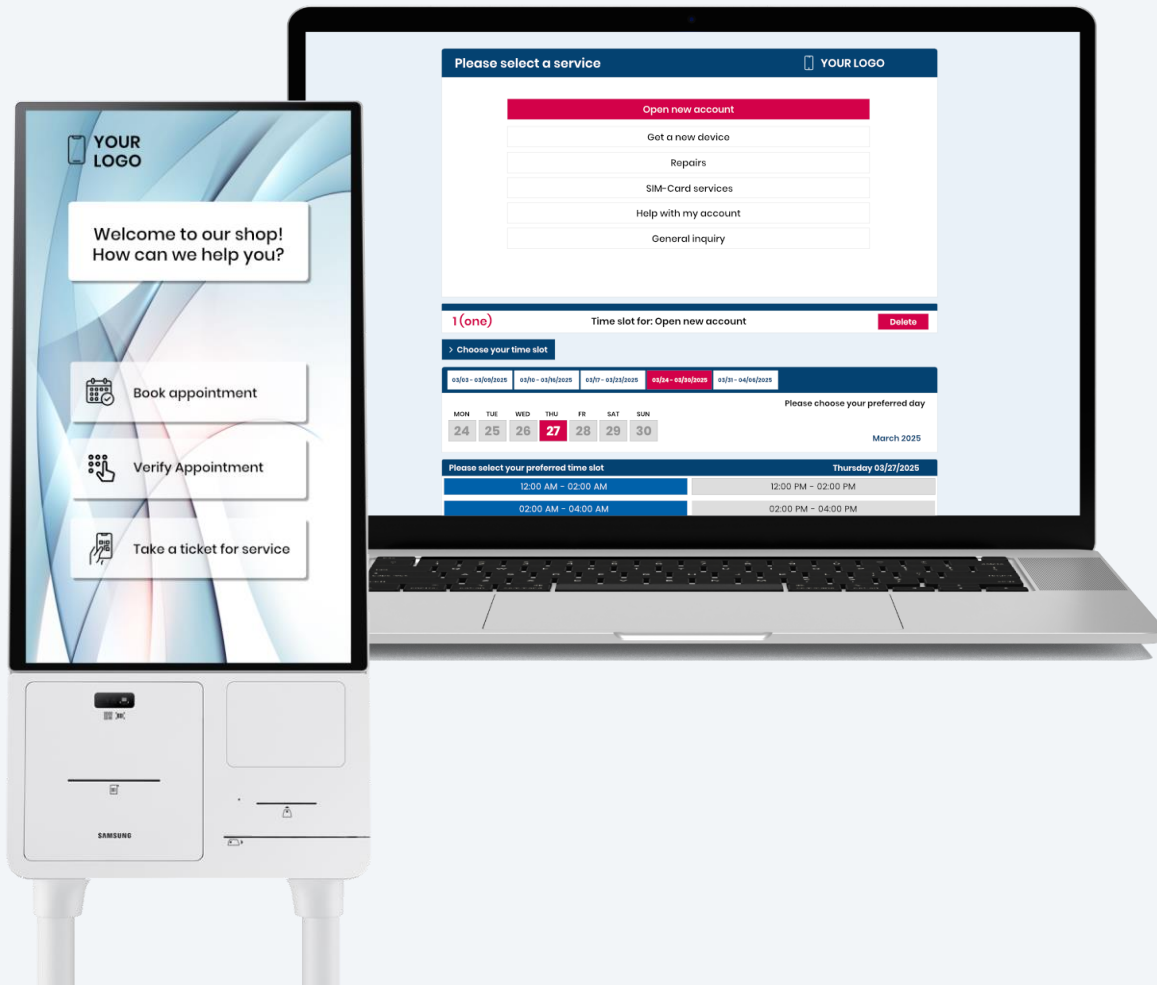 YOUR
LOGO
Welcome to our shop!
How can we help you?
Book appointment
Verify Appointment
Take a ticket for service
SAMSUNG
Please select a service
YOUR LOGO
Open new account
Get a new device
Repairs
SIM-Card services
Help with my account
General inquiry
1 (one)
Time slot for: Open new account
Delete
> Choose your time slot
03/03 - 03/09/2025 03/10 - 03/16/2025 03/17 - 03/23/2025 03/24 - 03/30/2025 03/31 - 04/06/2025
Please choose your preferred day
MON TUE WED THU FR SAT SUN
24 25 26 27 28 29 30
March 2025
Please select your preferred time slot
Thursday 03/27/2025
12:00 AM - 02:00 AM
12:00 PM - 02:00 PM
02:00 AM - 04:00 AM
02:00 PM - 04:00 PM